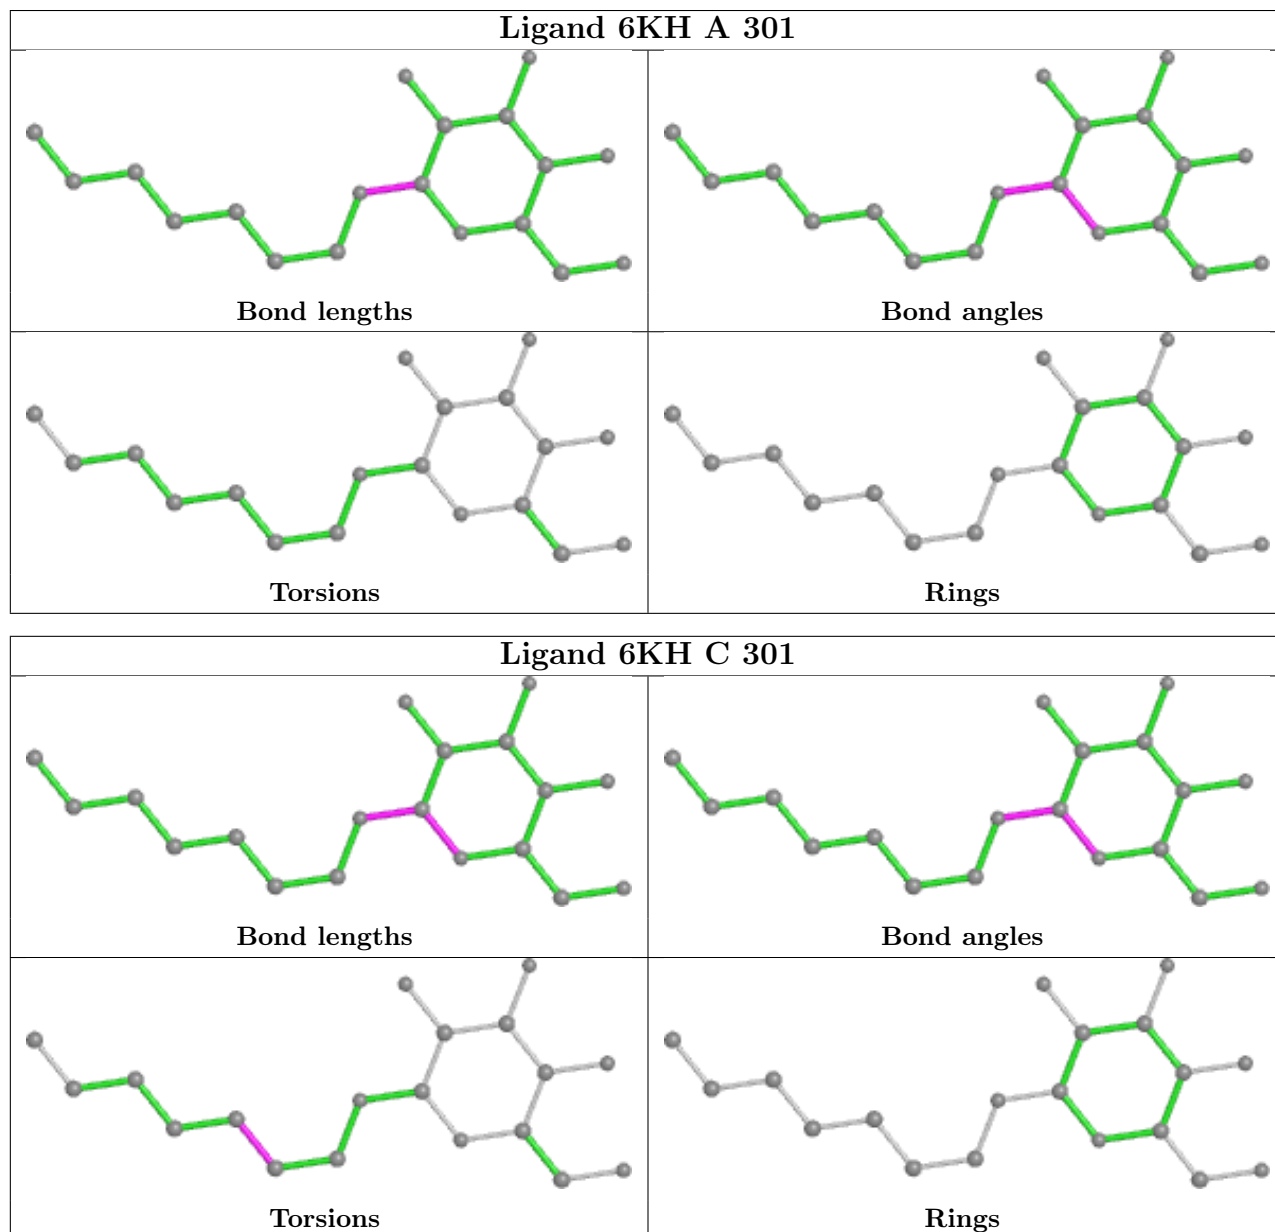 Ligand 6KH A 301
Bond lengths
Bond angles
Torsions
Rings
Ligand 6KH C 301
Bond lengths
Bond angles
Torsions
Rings